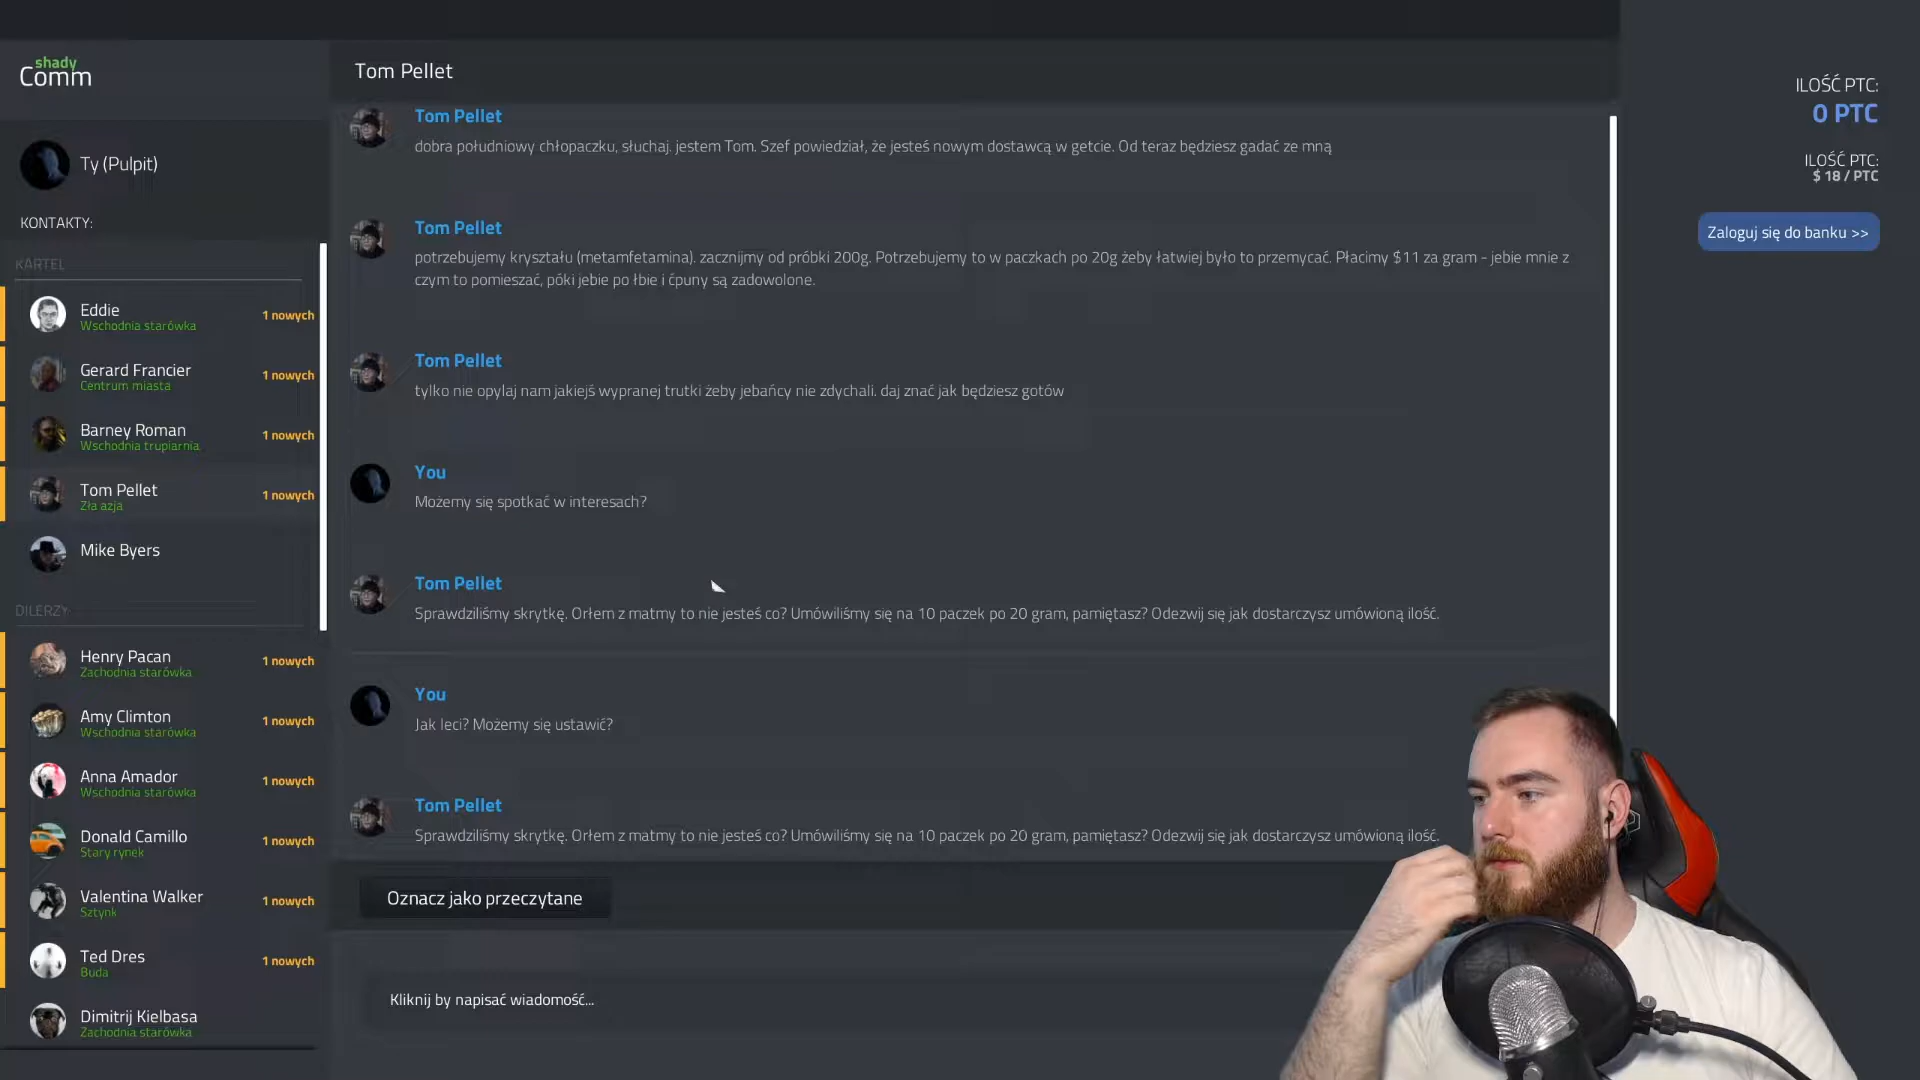 shady
Comm
Ty (Pulpit)
KONTAKTY:
KARTEL
Eddie
Wschodnia starówka
1 nowych
Gerard Francier
Centrum miasta
1 nowych
Barney Roman
Wschodnia trupiarnia
1 nowych
Tom Pellet
Zła azja
1 nowych
Mike Byers
DILERZY
Henry Pacan
Zachodnia starówka
1 nowych
Amy Climton
Wschodnia starówka
1 nowych
Anna Amador
Wschodnia starówka
1 nowych
Donald Camillo
Stary rynek
1 nowych
Valentina Walker
Sztynk
1 nowych
Ted Dres
Buda
1 nowych
Dimitrij Kielbasa
Zachodnia starówka
Tom Pellet
Tom Pellet
dobra południowy chłopaczku, słuchaj. jestem Tom. Szef powiedział, że jesteś nowym dostawcą w getcie. Od teraz będziesz gadać ze mną
Tom Pellet
potrzebujemy kryształu (metamfetamina). zacznijmy od próbki 200g. Potrzebujemy to w paczkach po 20g żeby łatwiej było to przemycać. Płacimy $11 za gram - jebie mnie z
czym to pomieszać, póki jebie po łbie i ćpuny są zadowolone.
Tom Pellet
tylko nie opylaj nam jakiejś wypranej trutki żeby jebańcy nie zdychali. daj znać jak będziesz gotów
You
Możemy się spotkać w interesach?
Tom Pellet
Sprawdziliśmy skrytkę. Orłem z matmy to nie jesteś co? Umówiliśmy się na 10 paczek po 20 gram, pamiętasz? Odezwij się jak dostarczysz umówioną ilość.
You
Jak leci? Możemy się ustawić?
Tom Pellet
Sprawdziliśmy skrytkę. Orłem z matmy to nie jesteś co? Umówiliśmy się na 10 paczek po 20 gram, pamiętasz? Odezwij się jak dostarczysz umówioną ilość.
Oznacz jako przeczytane
Kliknij by napisać wiadomość...
ILOŚĆ PTC:
0 PTC
ILOŚĆ PTC:
$ 18 / PTC
Zaloguj się do banku >>